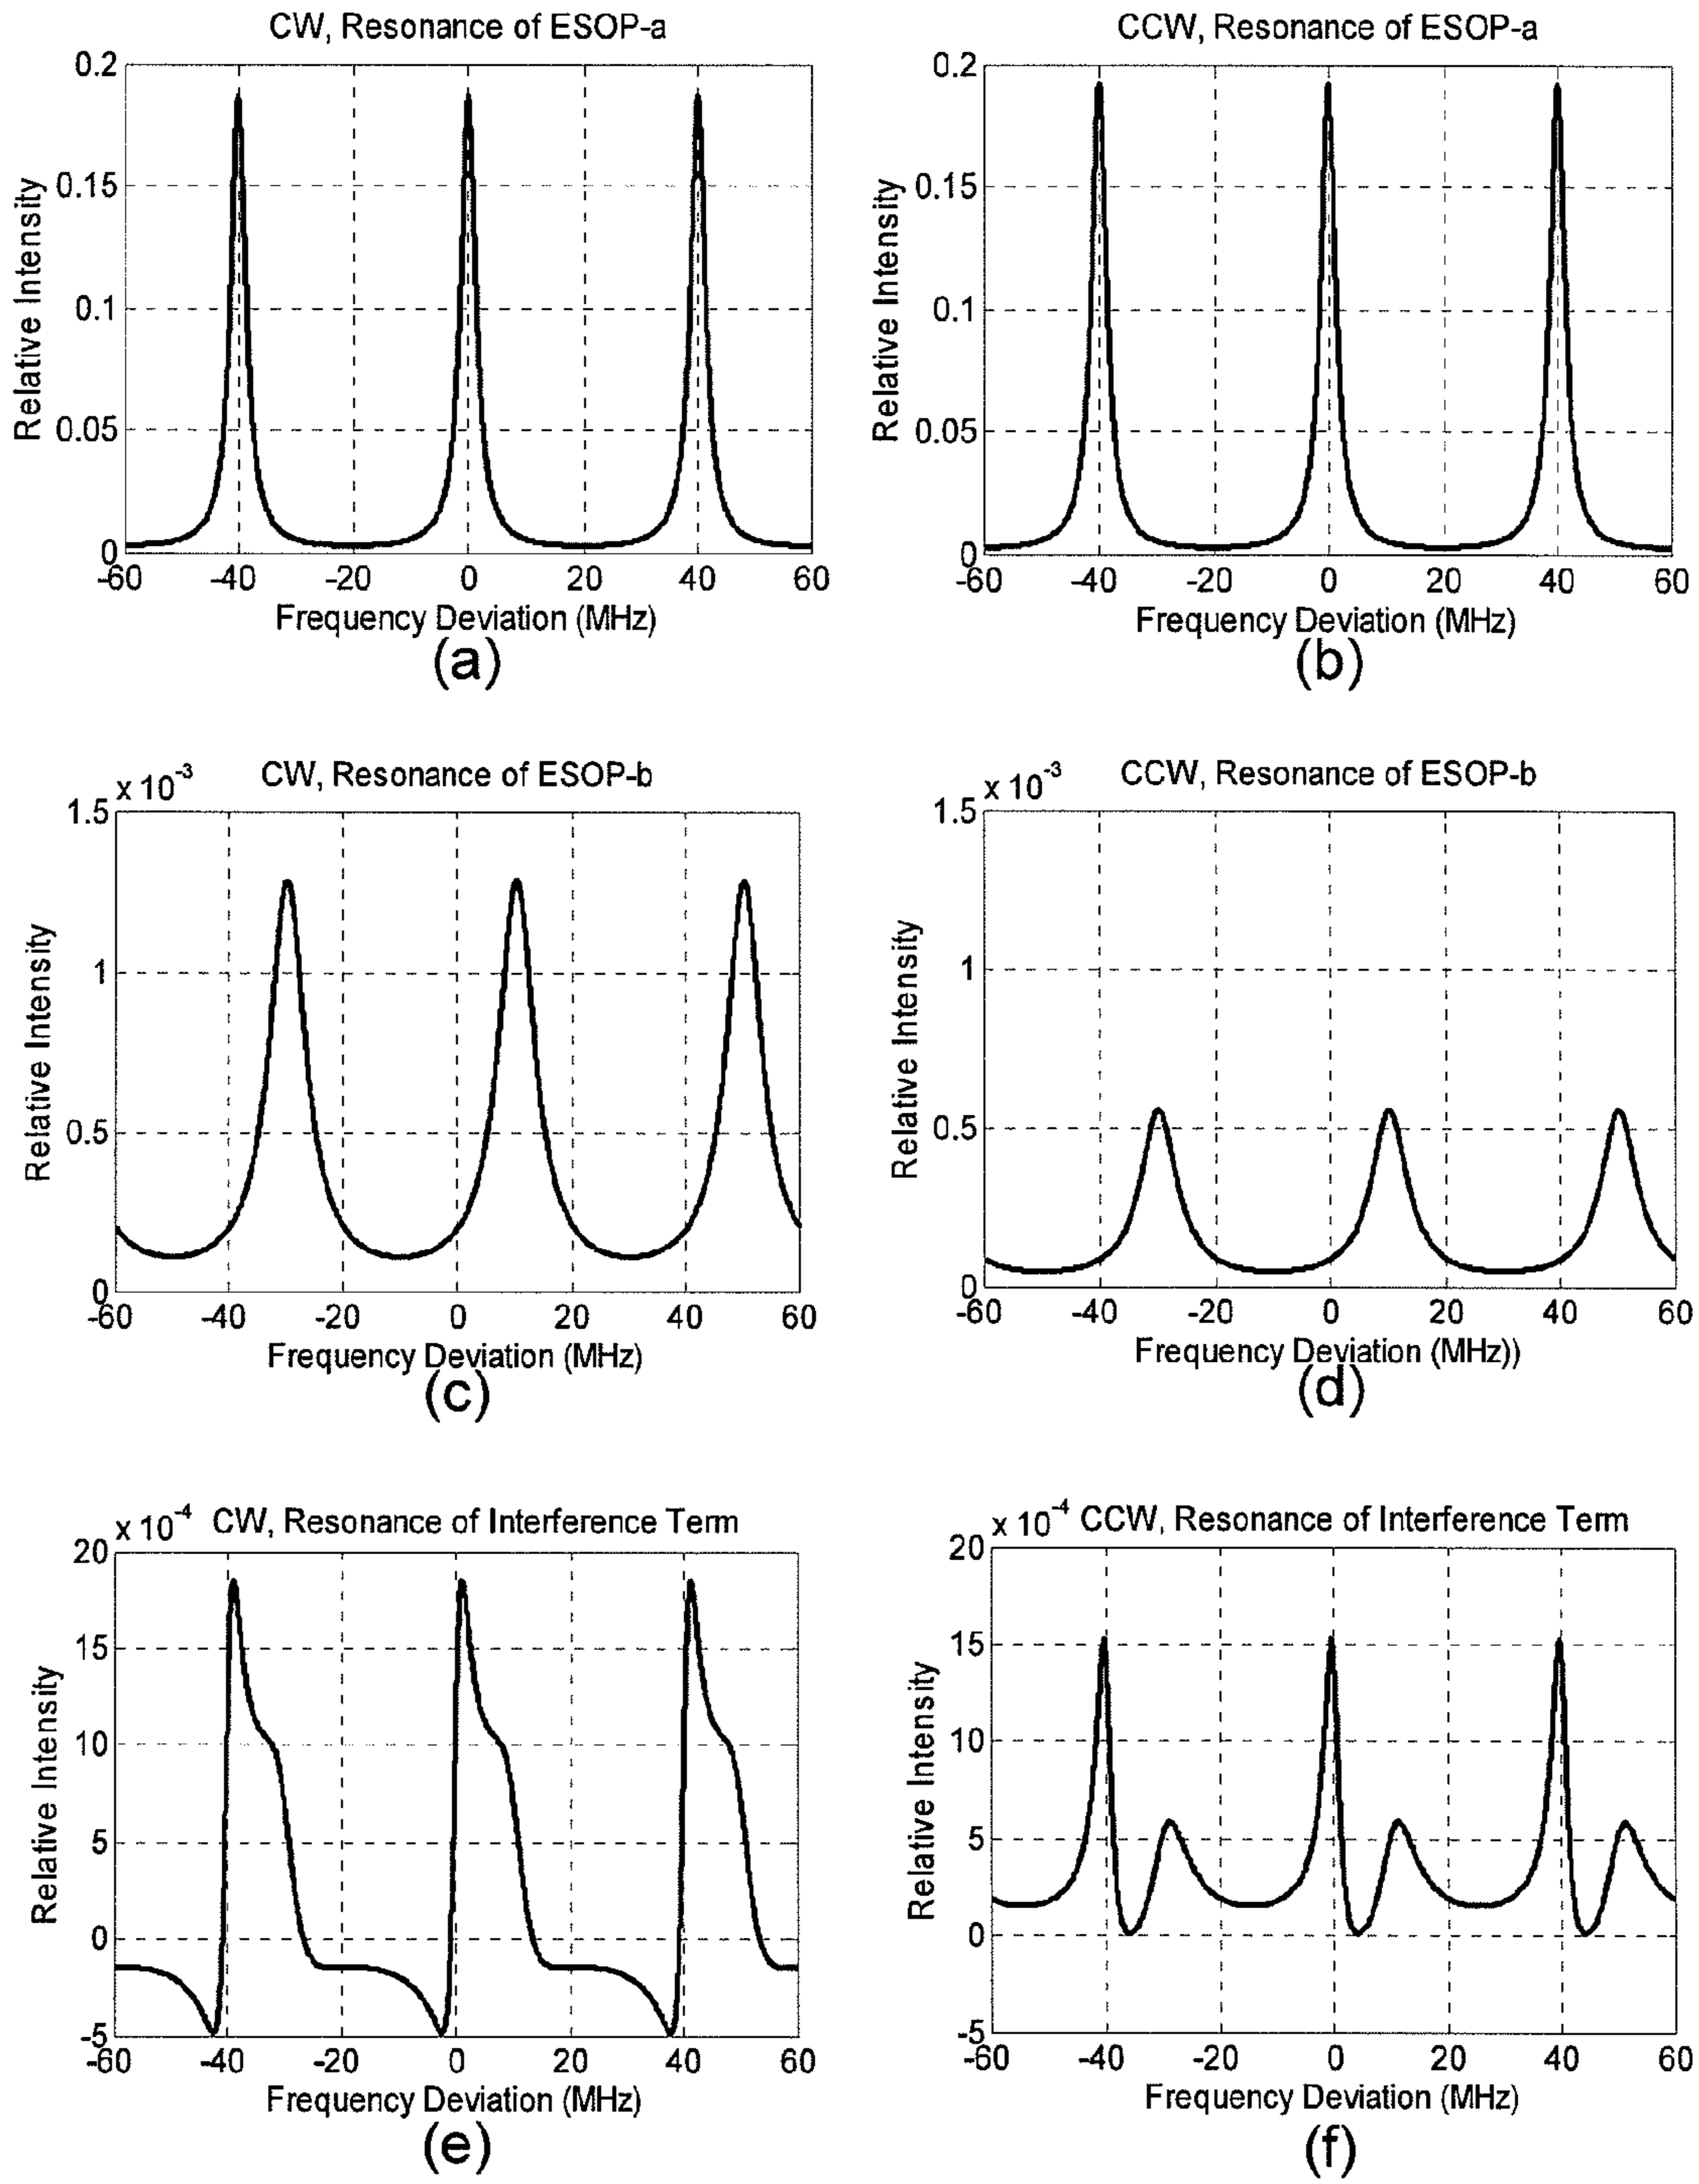 CW, Resonance of ESOP-a
0.2
0.15
0.1
0.05
0
Relative Intensity
-60 -40 -20 0 20 40 60
Frequency Deviation (MHz)
(a)
CCW, Resonance of ESOP-a
0.2
0.15
0.1
0.05
0
Relative Intensity
-60 -40 -20 0 20 40 60
Frequency Deviation (MHz)
(b)
CW, Resonance of ESOP-b
x 10-3
1.5
1
0.5
0
Relative Intensity
-60 -40 -20 0 20 40 60
Frequency Deviation (MHz)
(c)
CCW, Resonance of ESOP-b
x 10-3
1.5
1
0.5
0
Relative Intensity
-60 -40 -20 0 20 40 60
Frequency Deviation (MHz))
(d)
x 10-4 CW, Resonance of Interference Term
20
15
10
5
0
-5
Relative Intensity
-60 -40 -20 0 20 40 60
Frequency Deviation (MHz)
(e)
x 10-4 CCW, Resonance of Interference Term
20
15
10
5
0
-5
Relative Intensity
-60 -40 -20 0 20 40 60
Frequency Deviation (MHz)
(f)